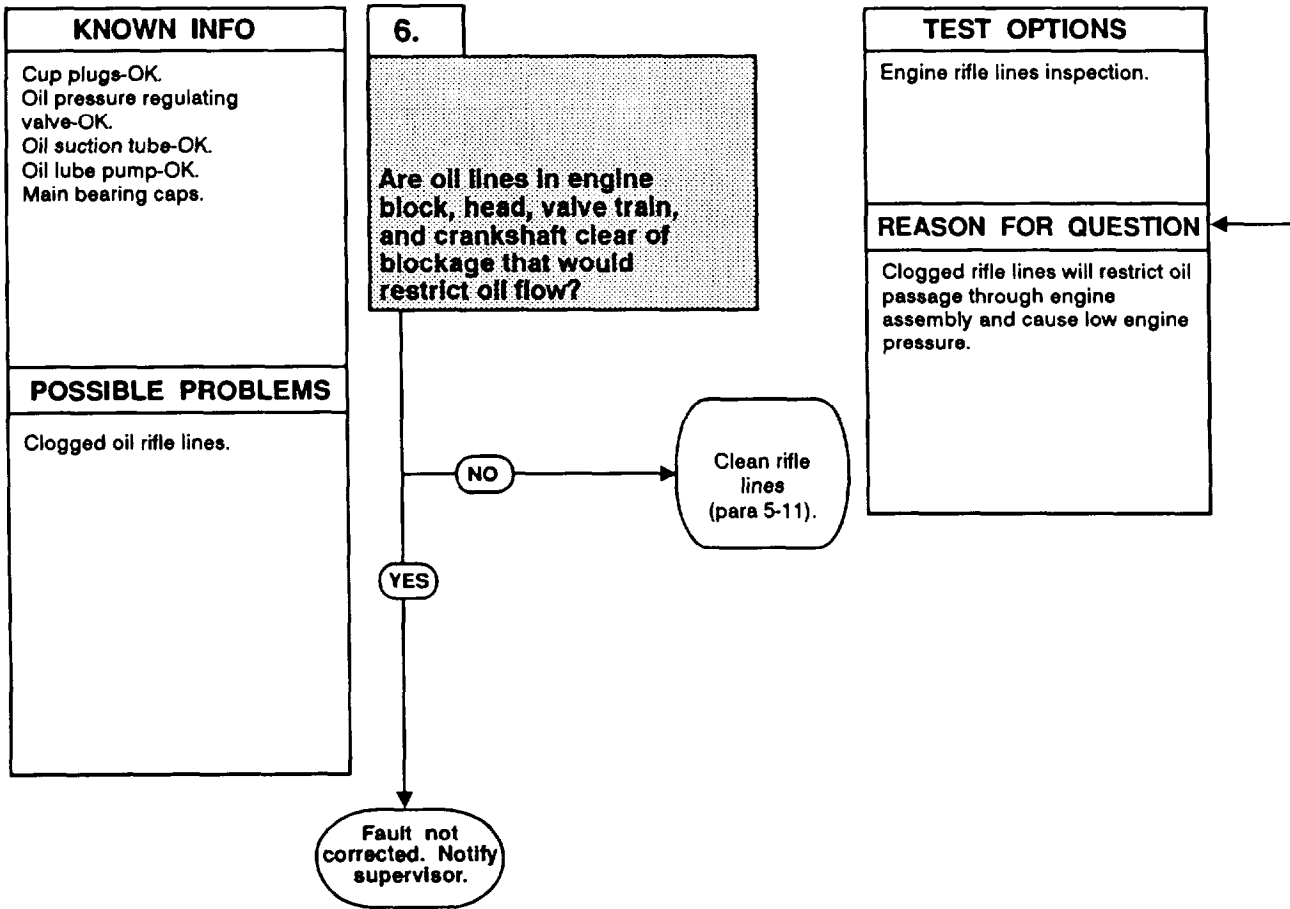 KNOWN INFO
Cup plugs-OK.
Oil pressure regulating
valve-OK.
Oil suction tube-OK.
Oil lube pump-OK.
Main bearing caps.
POSSIBLE PROBLEMS
Clogged oil rifle lines.
6.
Are oil lines in engine
block, head, valve train,
and crankshaft clear of
blockage that would
restrict oil flow?
NO
Clean rifle
lines
(para 5-11).
YES
Fault not
corrected. Notify
supervisor.
TEST OPTIONS
Engine rifle lines inspection.
REASON FOR QUESTION
Clogged rifle lines will restrict oil
passage through engine
assembly and cause low engine
pressure.